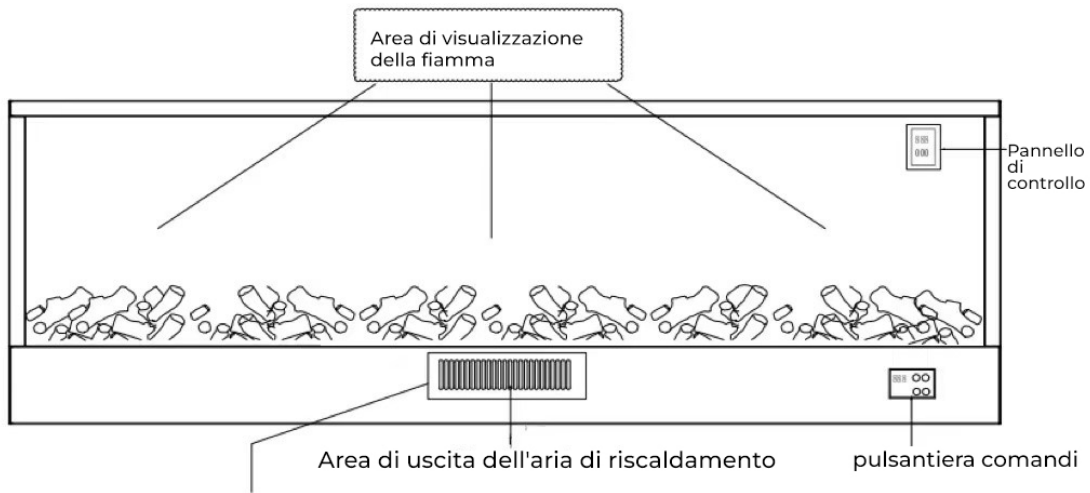 Area di visualizzazione
della fiamma
Pannello
di
controllo
Area di uscita dell'aria di riscaldamento
pulsantiera comandi